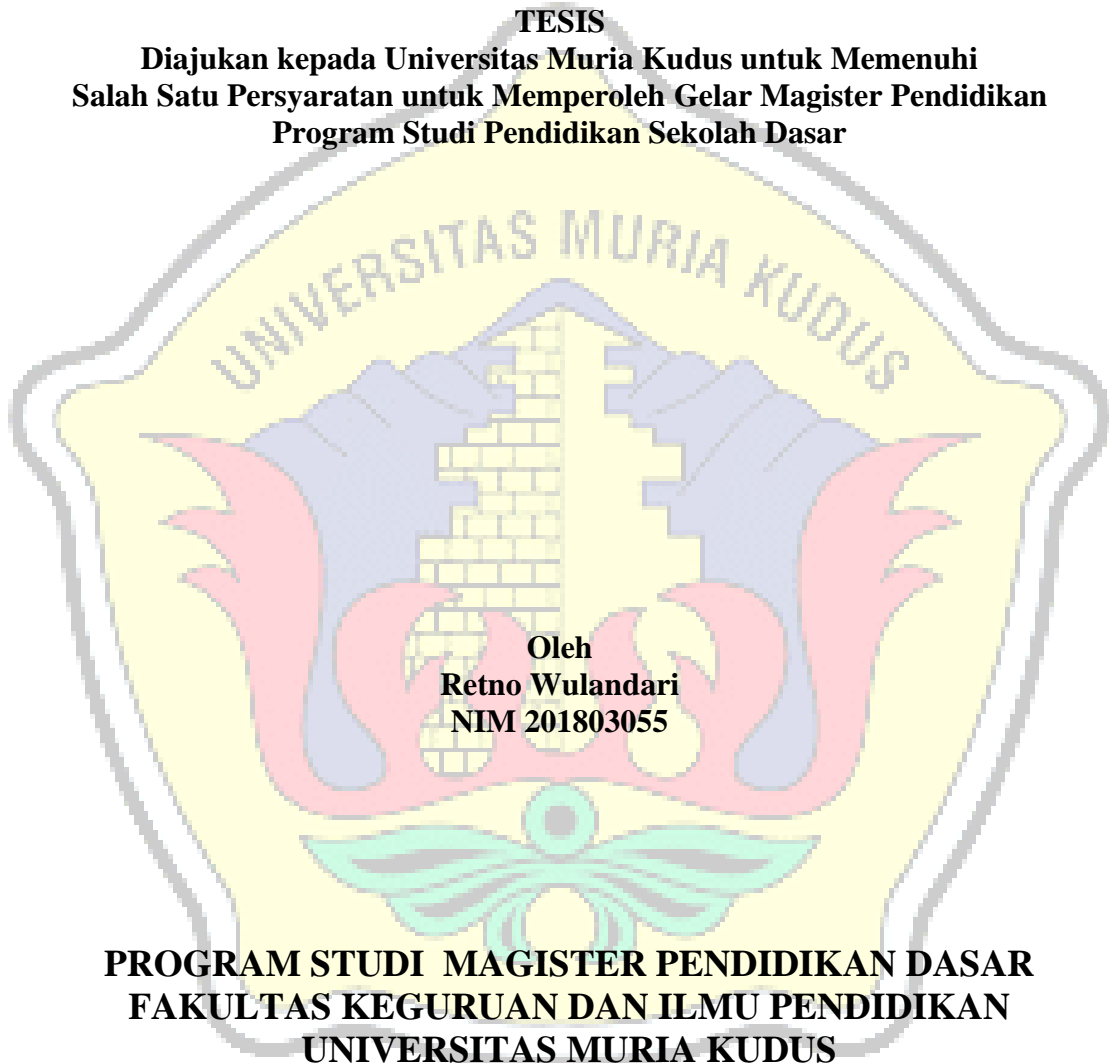 TESIS
Diajukan kepada Universitas Muria Kudus untuk Memenuhi
Salah Satu Persyaratan untuk Memperoleh Gelar Magister Pendidikan
Program Studi Pendidikan Sekolah Dasar
UNIVERSITAS MURIA KUDUS
Oleh
Retno Wulandari
NIM 201803055
PROGRAM STUDI MAGISTER PENDIDIKAN DASAR
FAKULTAS KEGURUAN DAN ILMU PENDIDIKAN
UNIVERSITAS MURIA KUDUS